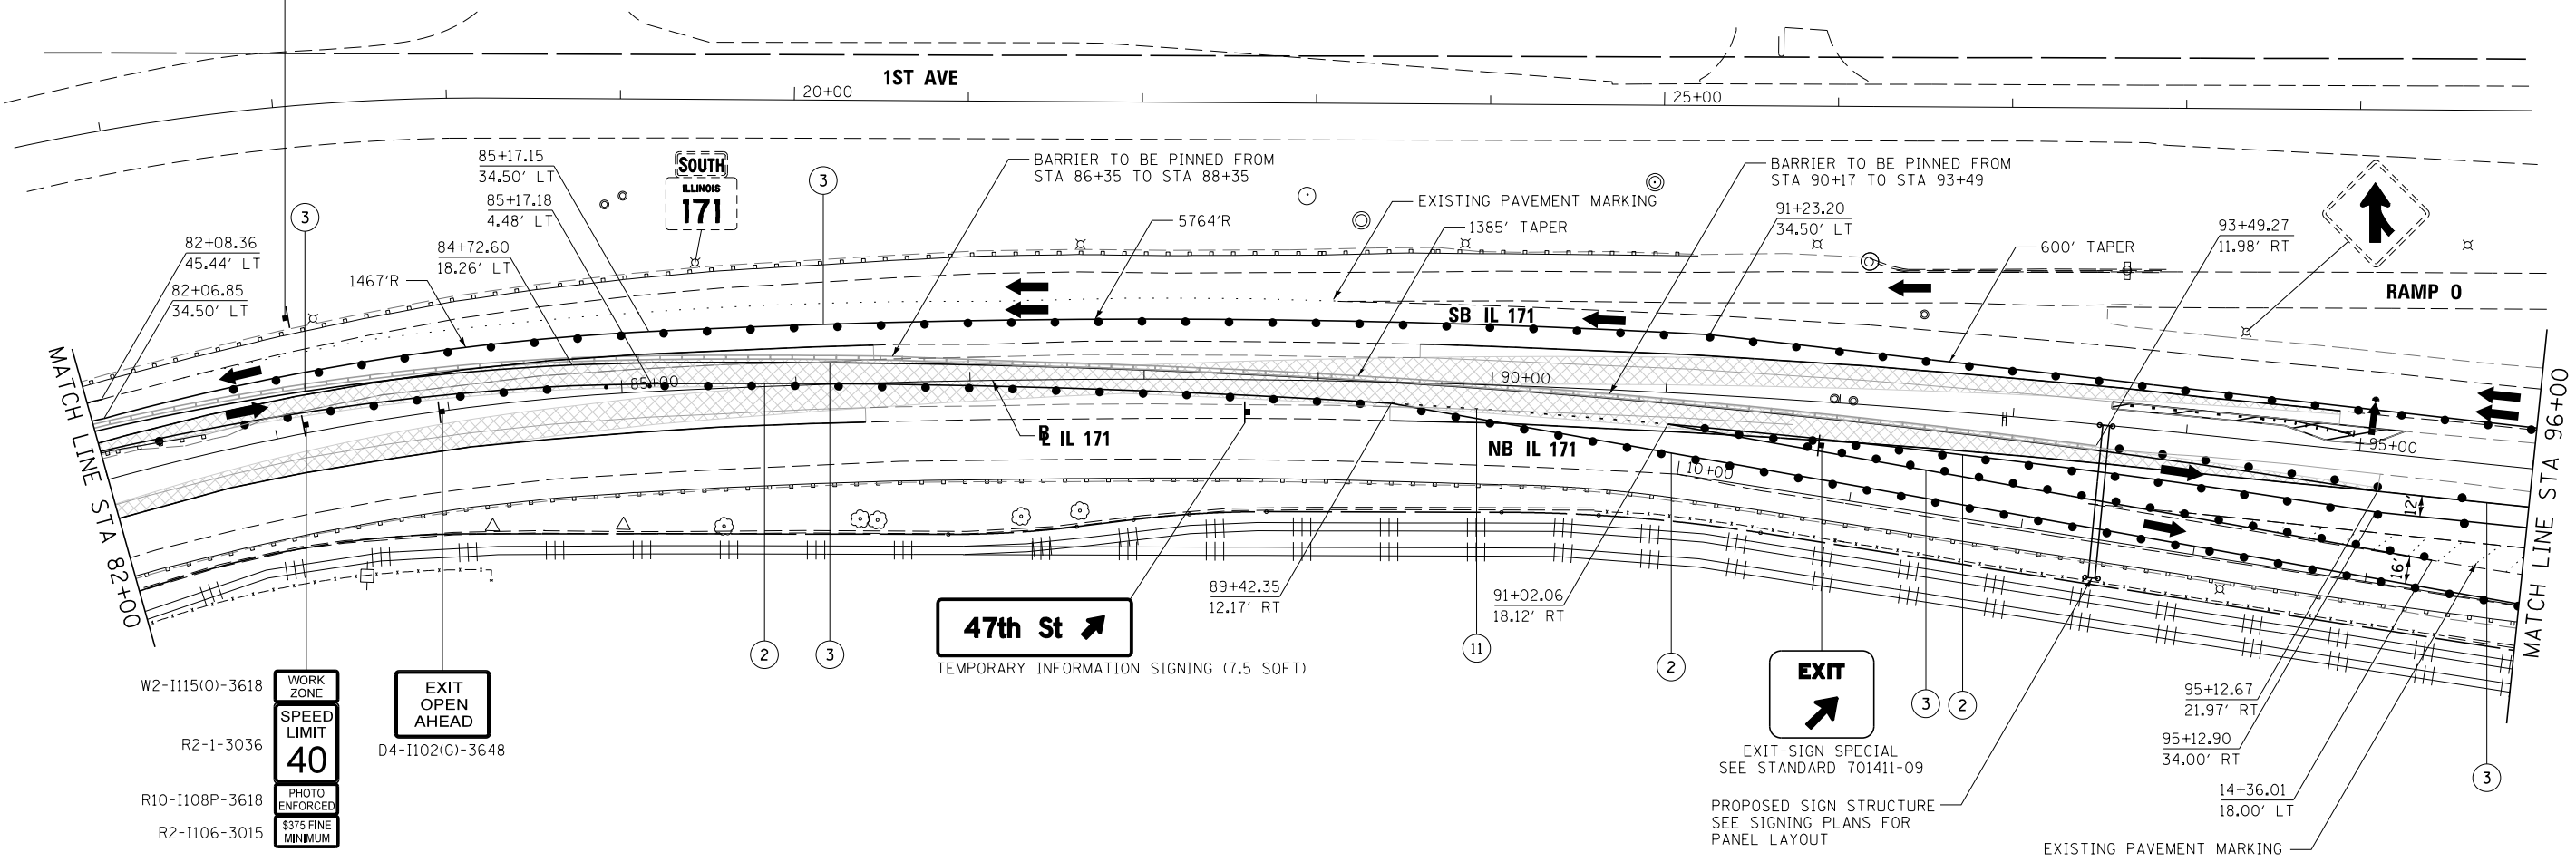 1ST AVE
20+00
25+00
85+17.15
34.50' LT
85+17.18
4.48' LT
84+72.60
18.26' LT
82+08.36
45.44' LT
82+06.85
34.50' LT
1467'R
3
SOUTH
ILLINOIS
171
3
BARRIER TO BE PINNED FROM
STA 86+35 TO STA 88+35
5764'R
EXISTING PAVEMENT MARKING
1385' TAPER
BARRIER TO BE PINNED FROM
STA 90+17 TO STA 93+49
91+23.20
34.50' LT
600' TAPER
93+49.27
11.98' RT
RAMP O
SB IL 171
85+00
90+00
95+00
℄ IL 171
NB IL 171
10+00
12'
16'
MATCH LINE STA 82+00
MATCH LINE STA 96+00
89+42.35
12.17' RT
91+02.06
18.12' RT
47th St
TEMPORARY INFORMATION SIGNING (7.5 SQFT)
2
3
11
2
3
2
3
W2-I115(O)-3618
WORK
ZONE
R2-1-3036
SPEED
LIMIT
40
R10-I108P-3618
PHOTO
ENFORCED
R2-I106-3015
$375 FINE
MINIMUM
EXIT
OPEN
AHEAD
D4-I102(G)-3648
EXIT
EXIT-SIGN SPECIAL
SEE STANDARD 701411-09
PROPOSED SIGN STRUCTURE
SEE SIGNING PLANS FOR
PANEL LAYOUT
95+12.67
21.97' RT
95+12.90
34.00' RT
14+36.01
18.00' LT
EXISTING PAVEMENT MARKING